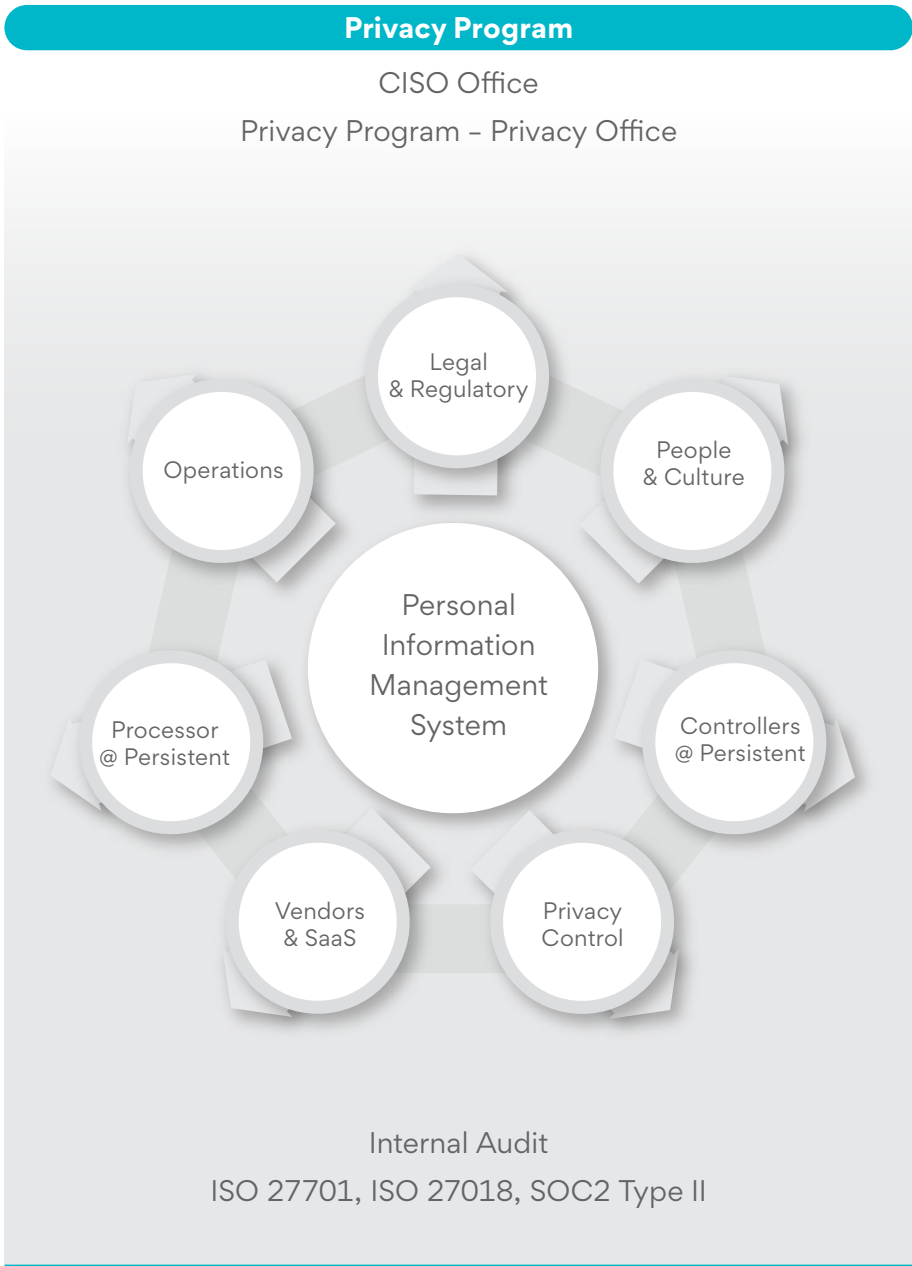 Privacy Program
CISO Office
Privacy Program – Privacy Office
Legal
& Regulatory
People
& Culture
Operations
Personal
Information
Management
System
Processor
@ Persistent
Controllers
@ Persistent
Vendors
& SaaS
Privacy
Control
Internal Audit
ISO 27701, ISO 27018, SOC2 Type II